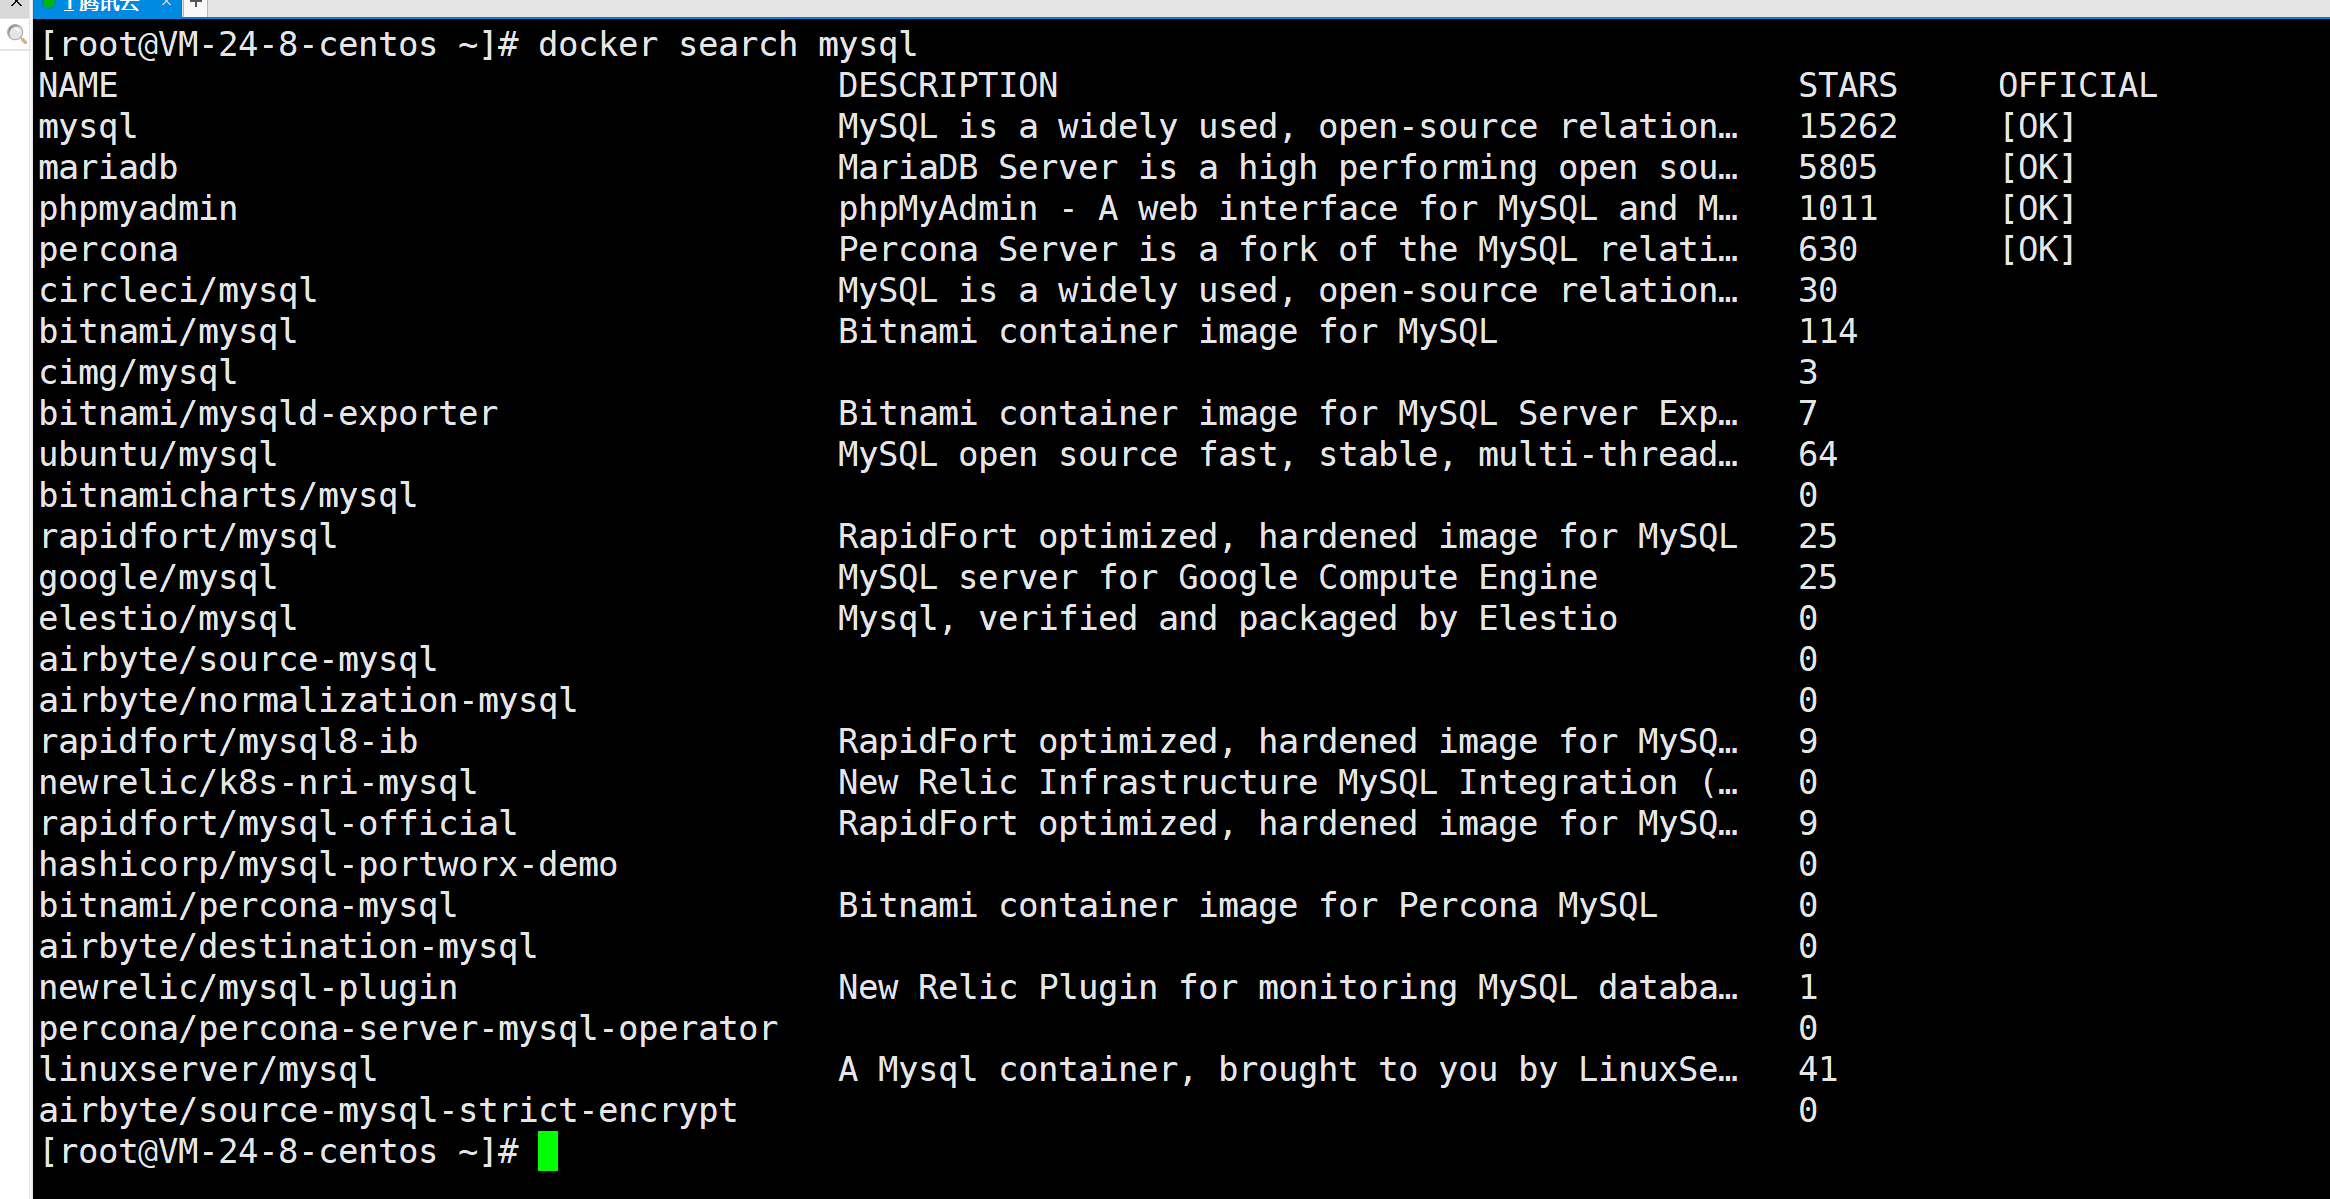 1 腾讯云 × +
[root@VM-24-8-centos ~]# docker search mysql
NAME DESCRIPTION STARS OFFICIAL
mysql MySQL is a widely used, open-source relation… 15262 [OK]
mariadb MariaDB Server is a high performing open sou… 5805 [OK]
phpmyadmin phpMyAdmin - A web interface for MySQL and M… 1011 [OK]
percona Percona Server is a fork of the MySQL relati… 630 [OK]
circleci/mysql MySQL is a widely used, open-source relation… 30
bitnami/mysql Bitnami container image for MySQL 114
cimg/mysql 3
bitnami/mysqld-exporter Bitnami container image for MySQL Server Exp… 7
ubuntu/mysql MySQL open source fast, stable, multi-thread… 64
bitnamicharts/mysql 0
rapidfort/mysql RapidFort optimized, hardened image for MySQL 25
google/mysql MySQL server for Google Compute Engine 25
elestio/mysql Mysql, verified and packaged by Elestio 0
airbyte/source-mysql 0
airbyte/normalization-mysql 0
rapidfort/mysql8-ib RapidFort optimized, hardened image for MySQ… 9
newrelic/k8s-nri-mysql New Relic Infrastructure MySQL Integration (… 0
rapidfort/mysql-official RapidFort optimized, hardened image for MySQ… 9
hashicorp/mysql-portworx-demo 0
bitnami/percona-mysql Bitnami container image for Percona MySQL 0
airbyte/destination-mysql 0
newrelic/mysql-plugin New Relic Plugin for monitoring MySQL databa… 1
percona/percona-server-mysql-operator 0
linuxserver/mysql A Mysql container, brought to you by LinuxSe… 41
airbyte/source-mysql-strict-encrypt 0
[root@VM-24-8-centos ~]#